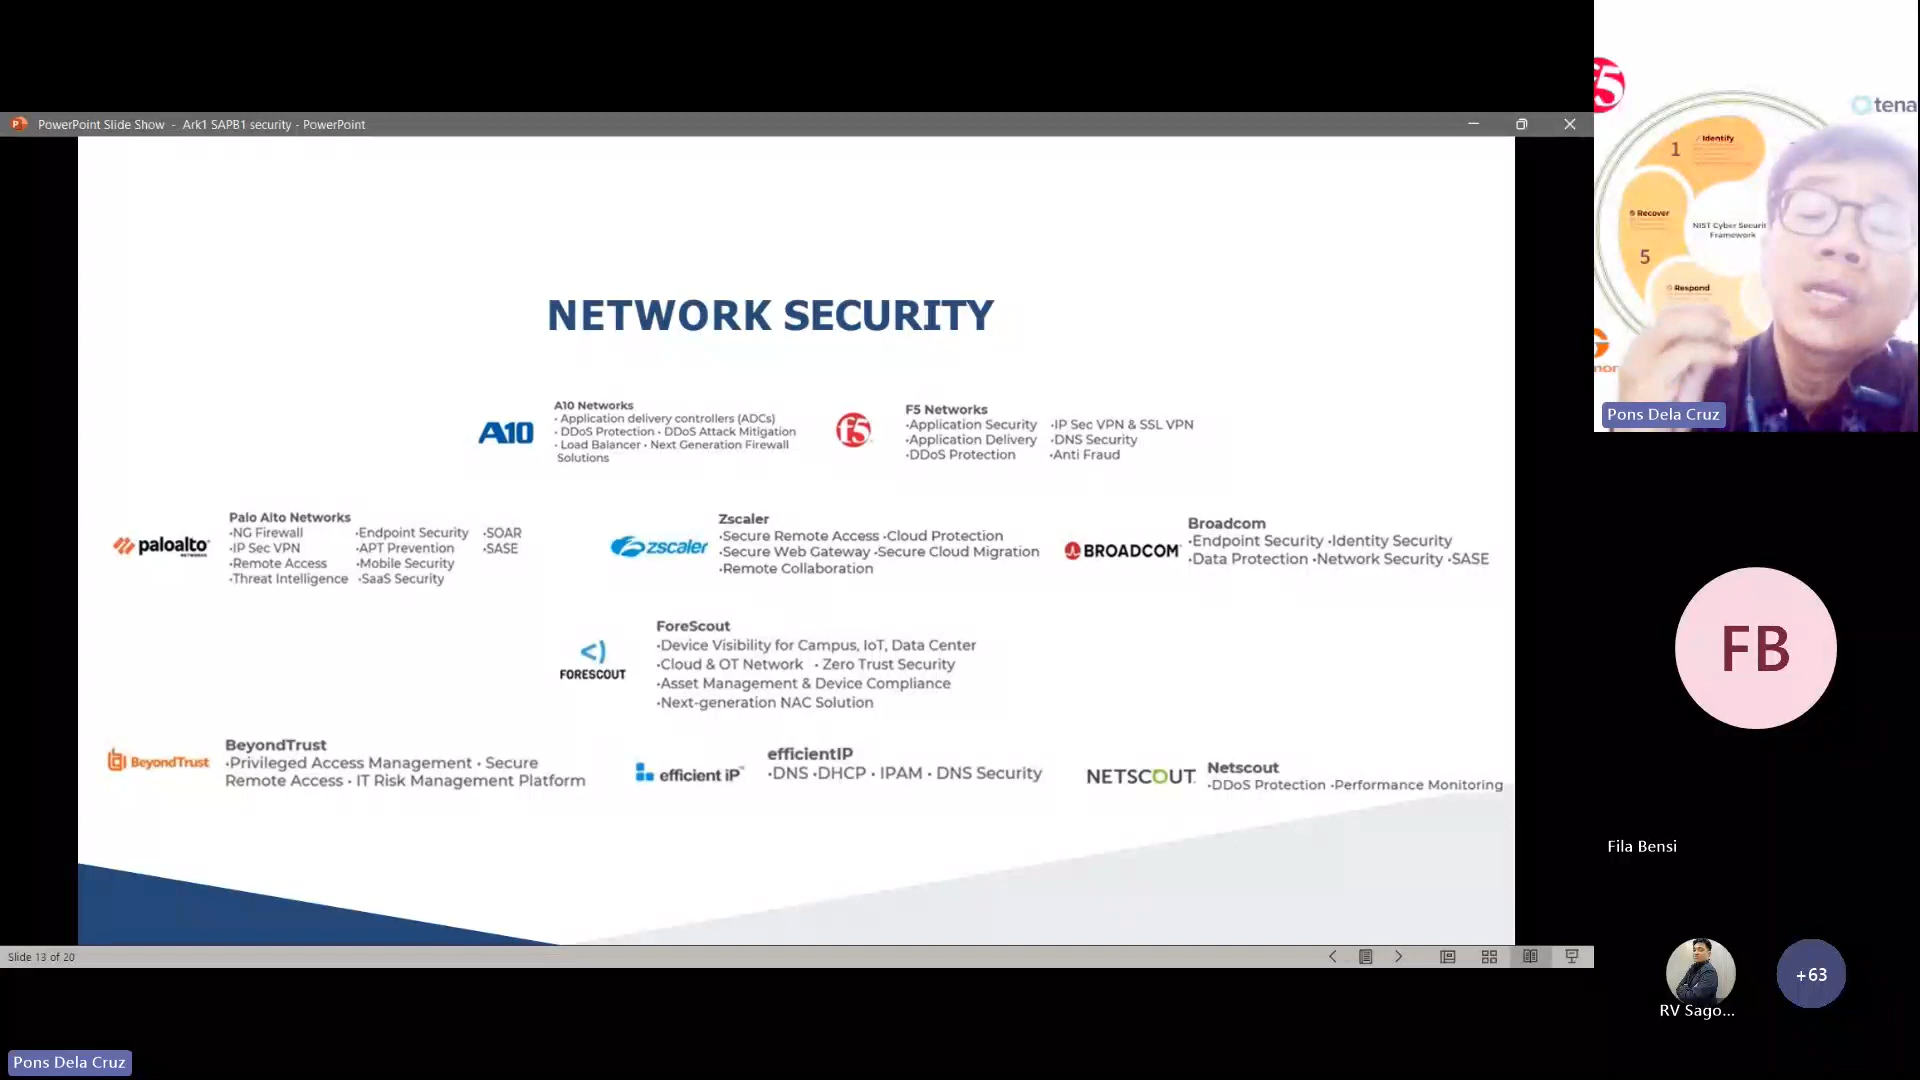 PowerPoint Slide Show - Ark1 SAPB1 security - PowerPoint
NETWORK SECURITY
A10
A10 Networks
· Application delivery controllers (ADCs)
· DDoS Protection · DDoS Attack Mitigation
· Load Balancer · Next Generation Firewall
Solutions
f5
F5 Networks
·Application Security ·IP Sec VPN & SSL VPN
·Application Delivery ·DNS Security
·DDoS Protection ·Anti Fraud
paloalto
NETWORKS
Palo Alto Networks
·NG Firewall ·Endpoint Security ·SOAR
·IP Sec VPN ·APT Prevention ·SASE
·Remote Access ·Mobile Security
·Threat Intelligence ·SaaS Security
zscaler
Zscaler
·Secure Remote Access ·Cloud Protection
·Secure Web Gateway ·Secure Cloud Migration
·Remote Collaboration
BROADCOM
Broadcom
·Endpoint Security ·Identity Security
·Data Protection ·Network Security ·SASE
FORESCOUT
ForeScout
·Device Visibility for Campus, IoT, Data Center
·Cloud & OT Network · Zero Trust Security
·Asset Management & Device Compliance
·Next-generation NAC Solution
BeyondTrust
BeyondTrust
·Privileged Access Management · Secure
Remote Access · IT Risk Management Platform
efficient iP™
efficientIP
·DNS ·DHCP · IPAM · DNS Security
NETSCOUT
Netscout
·DDoS Protection ·Performance Monitoring
Slide 13 of 20
Pons Dela Cruz
f5
tena
1
Identify
Recover
5
NIST Cyber Securit
Framework
Respond
Pons Dela Cruz
FB
Fila Bensi
RV Sago...
+63